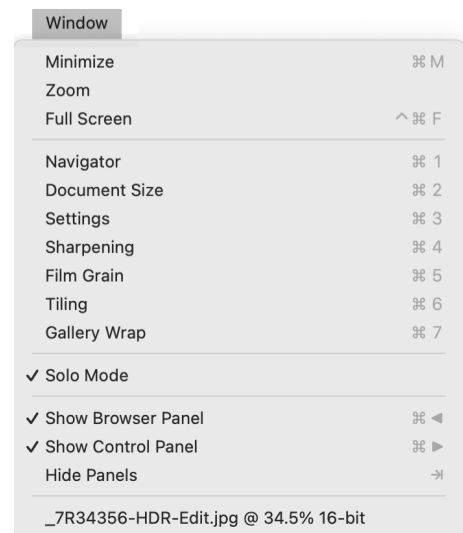 Window
Minimize ⌘ M
Zoom
Full Screen ^ ⌘ F
Navigator ⌘ 1
Document Size ⌘ 2
Settings ⌘ 3
Sharpening ⌘ 4
Film Grain ⌘ 5
Tiling ⌘ 6
Gallery Wrap ⌘ 7
✓ Solo Mode
✓ Show Browser Panel ⌘ ◀
✓ Show Control Panel ⌘ ▶
Hide Panels ⇥
_7R34356-HDR-Edit.jpg @ 34.5% 16-bit